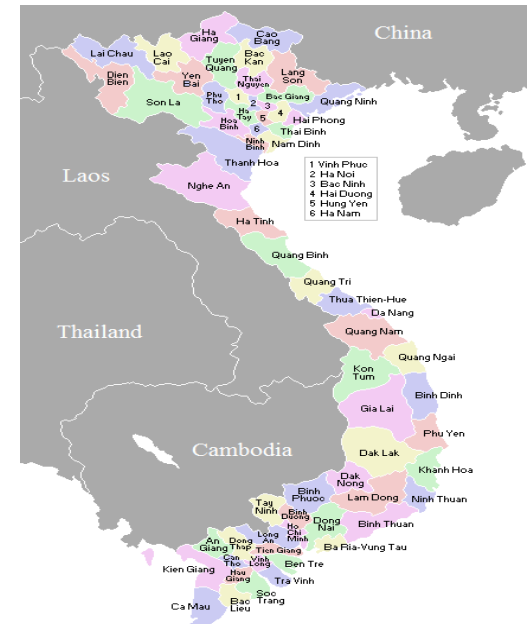 China
Ha
Giang
Cao
Bang
Lai Chau
Lao
Cai
Tuyen
Quang
Bac
Kan
Dien
Bien
Yen
Bai
Thai
Nguyen
Lang
Son
Son La
Phu
Tho
1
Bac Giang
Quang Ninh
2
3
Ha
Tay
4
5
Hai Phong
Hoa
Binh
6
Thai Binh
Ninh
Binh
Nam Dinh
Thanh Hoa
1 Vinh Phuc
2 Ha Noi
3 Bac Ninh
4 Hai Duong
5 Hung Yen
6 Ha Nam
Laos
Nghe An
Ha Tinh
Quang Binh
Quang Tri
Thua Thien-Hue
Da Nang
Thailand
Quang Nam
Quang Ngai
Kon
Tum
Binh Dinh
Gia Lai
Phu Yen
Cambodia
Dak Lak
Khanh Hoa
Dak
Nong
Binh
Phuoc
Lam Dong
Ninh Thuan
Tay
Ninh
Binh
Duong
Dong
Nai
Binh Thuan
Ho
Chi
Minh
Long
An
An
Giang
Dong
Thap
Ba Ria-Vung Tau
Tien Giang
Can
Tho
Vinh
Long
Ben Tre
Kien Giang
Hau
Giang
Tra Vinh
Soc
Trang
Bac
Lieu
Ca Mau